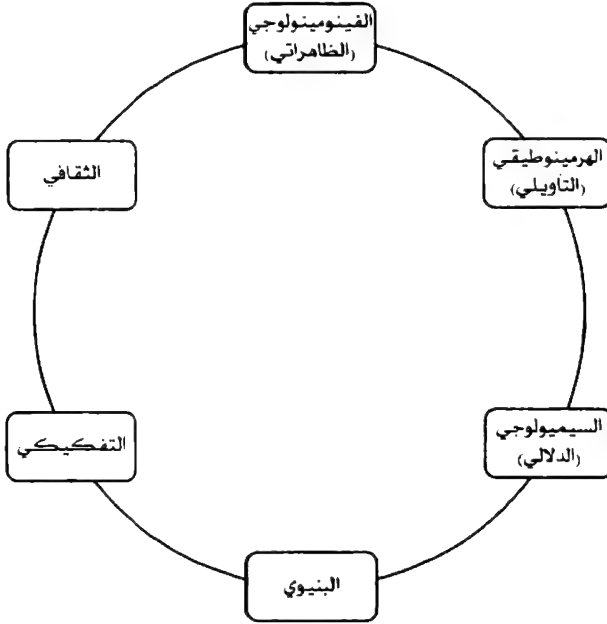 الفينومينولوجي
(الظاهراتي)
الهرمينوطيقي
(التأويلي)
الثقافي
السيميولوجي
(الدلالي)
التفكيكي
البنيوي